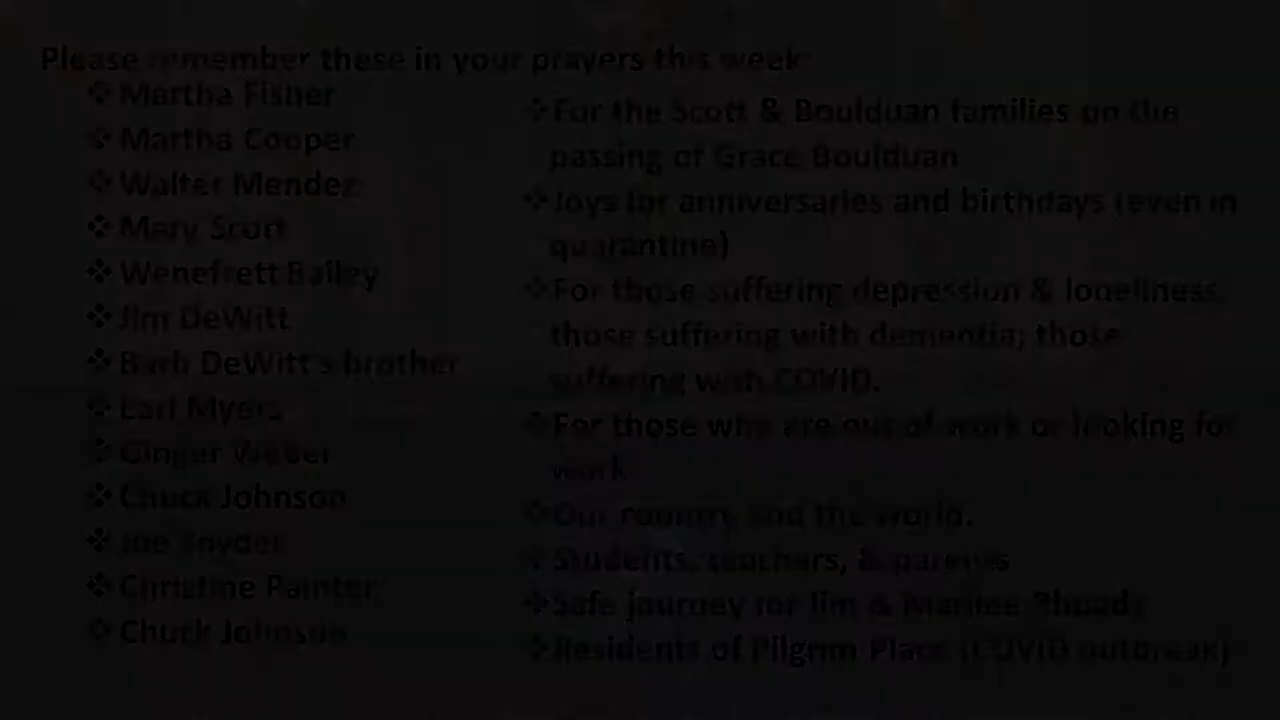 Please remember these in your prayers this week:
❖ Martha Fisher
❖ Martha Cooper
❖ Walter Mendez
❖ Mary Scott
❖ Wenefrett Bailey
❖ Jim DeWitt
❖ Barb DeWitt's brother
❖ Earl Myers
❖ Ginger Weber
❖ Chuck Johnson
❖ Joe Snyder
❖ Christine Painter
❖ Chuck Johnson
❖ For the Scott & Boulduan families on the
passing of Grace Boulduan
❖ Joys for anniversaries and birthdays (even in
quarantine)
❖ For those suffering depression & loneliness,
those suffering with dementia; those
suffering with COVID.
❖ For those who are out of work or looking for
work
❖ Our country and the world.
❖ Students, teachers, & parents
❖ Safe journey for Jim & Marilee
❖ Residents of Pilgrim Place (COVID outbreak)